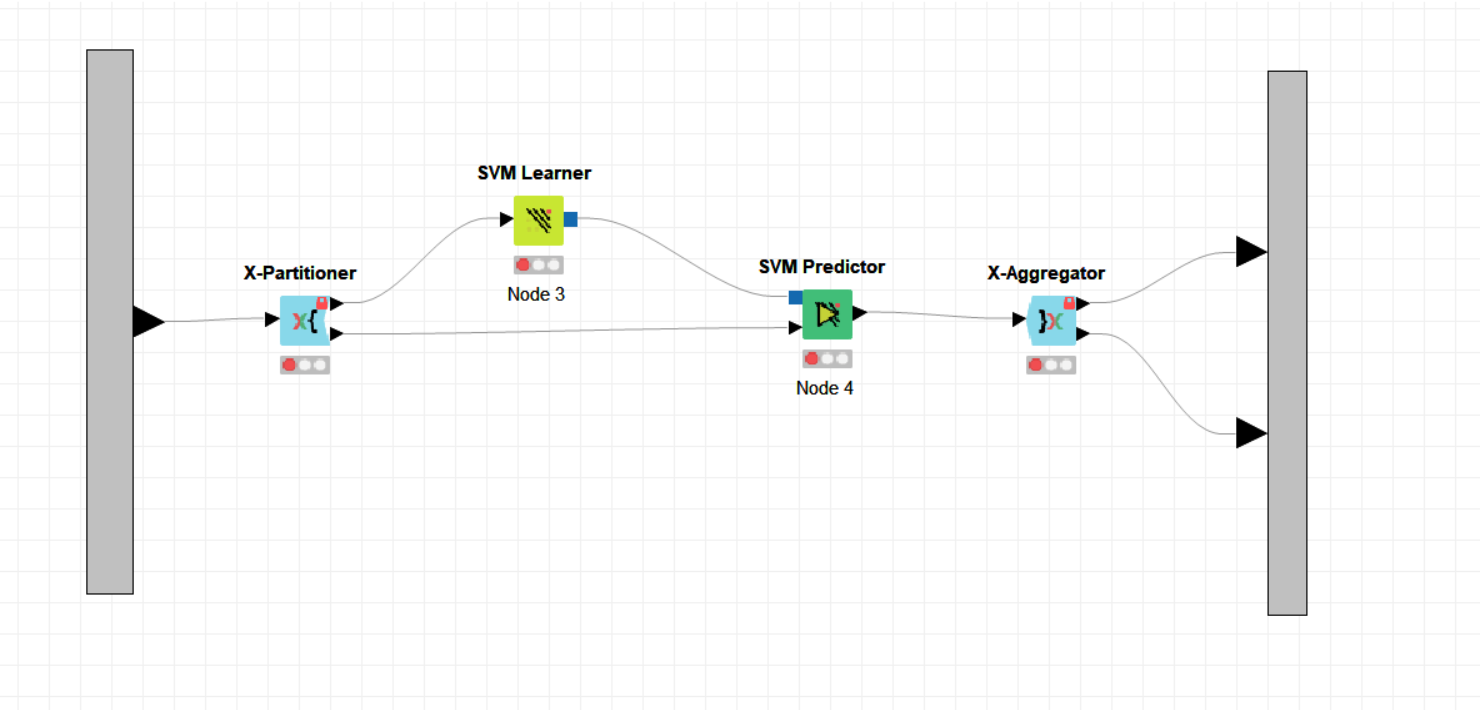 SVM Learner
Node 3
X-Partitioner
X{
SVM Predictor
Node 4
X-Aggregator
}X